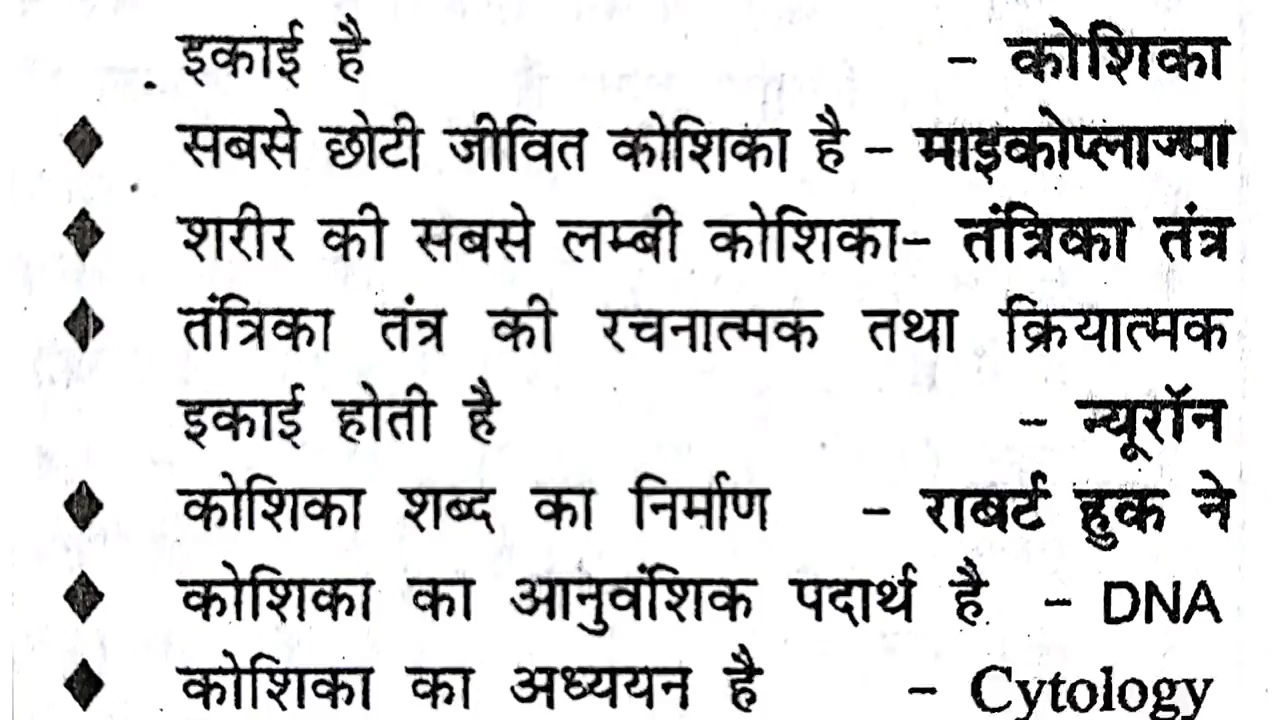 इकाई है - कोशिका
♦ सबसे छोटी जीवित कोशिका है - माइकोप्लाज्मा
♦ शरीर की सबसे लम्बी कोशिका- तंत्रिका तंत्र
♦ तंत्रिका तंत्र की रचनात्मक तथा क्रियात्मक
इकाई होती है - न्यूरॉन
♦ कोशिका शब्द का निर्माण - राबर्ट हुक ने
♦ कोशिका का आनुवंशिक पदार्थ है - DNA
♦ कोशिका का अध्ययन है - Cytology